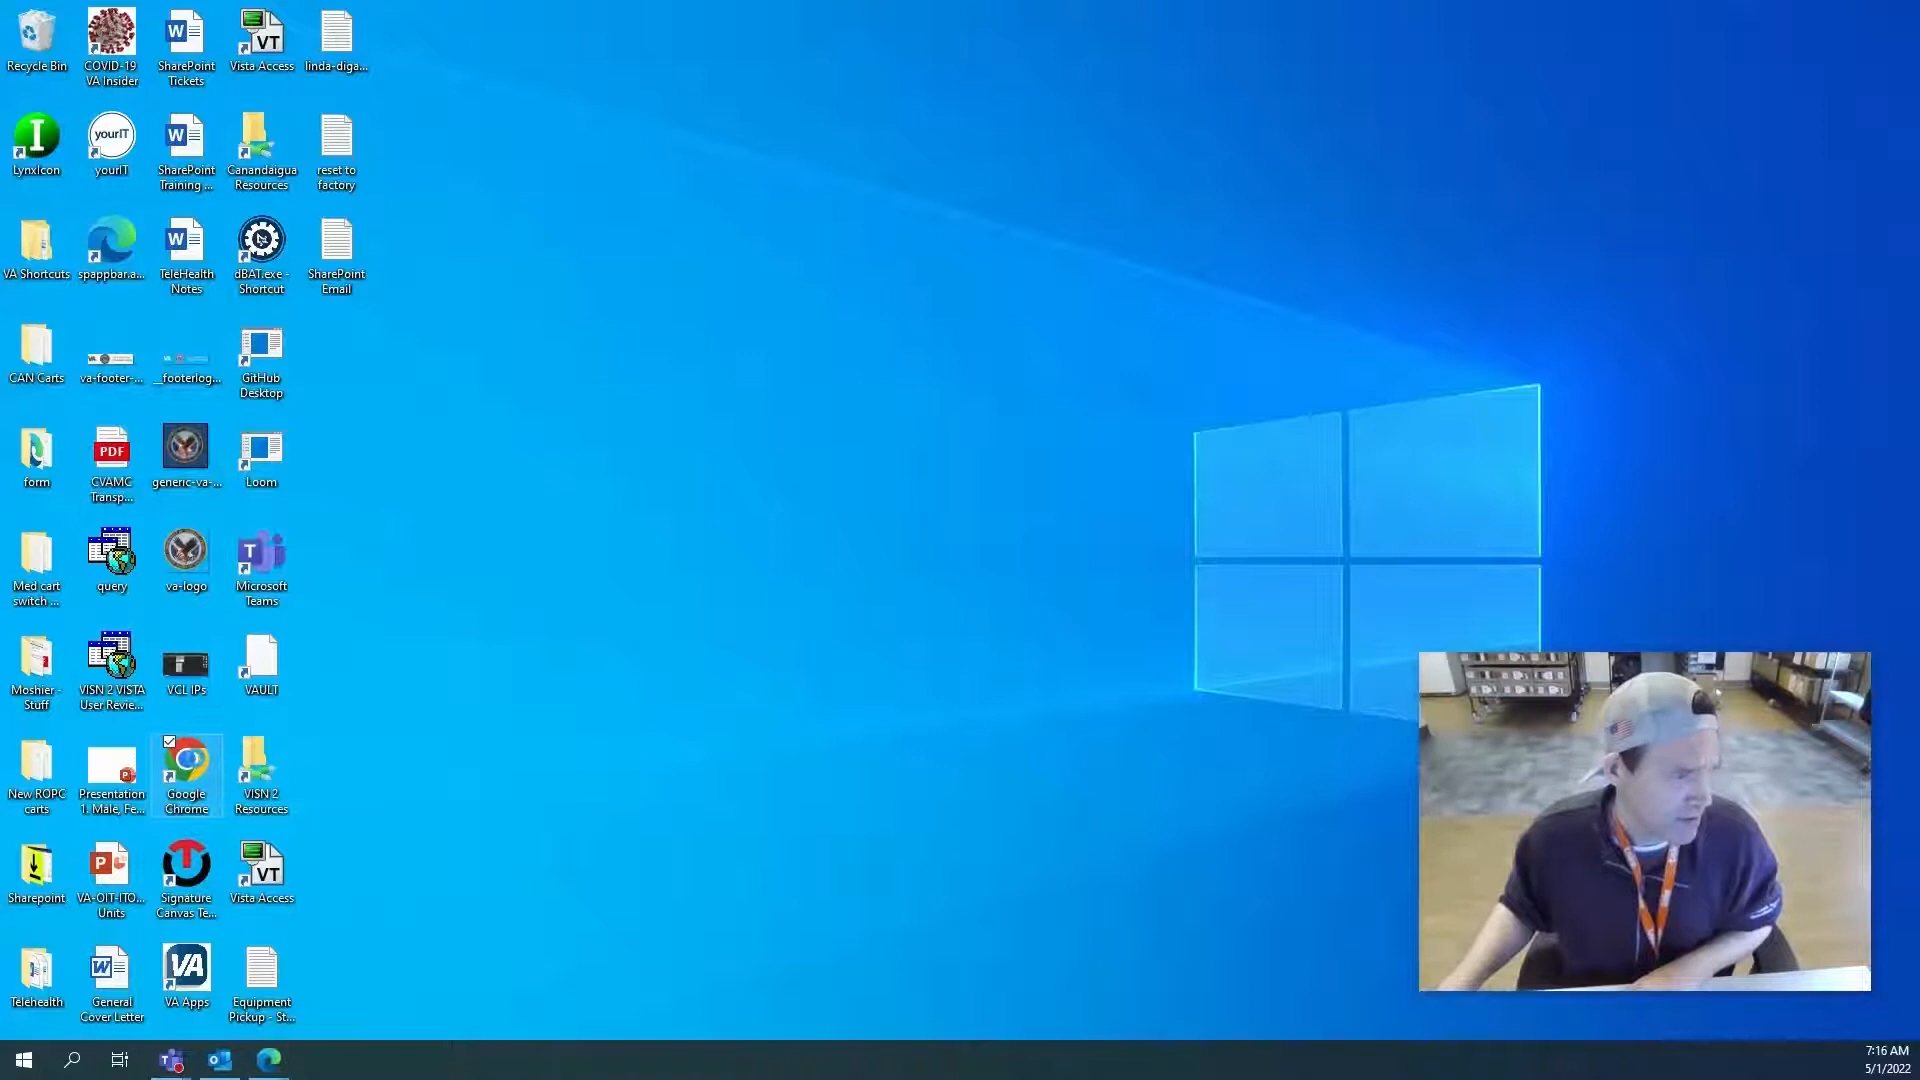 Recycle Bin
COVID-19
VA Insider
SharePoint
Tickets
VT
Vista Access
linda-diga...
I
LynxIcon
yourIT
yourIT
SharePoint
Training ...
Canandaigua
Resources
reset to
factory
VA Shortcuts
spappbar.a...
TeleHealth
Notes
dBAT.exe -
Shortcut
SharePoint
Email
CAN Carts
VA
va-footer-...
__footerlog...
GitHub
Desktop
form
PDF
CVAMC
Transp...
generic-va-...
Loom
Med cart
switch ...
query
va-logo
T
Microsoft
Teams
Moshier -
Stuff
VISN 2 VISTA
User Revie...
VCL IPs
VAULT
New ROPC
carts
Presentation
1. Male, Fe...
Google
Chrome
VISN 2
Resources
Sharepoint
P
VA-OIT-ITO...
Units
Signature
Canvas Te...
VT
Vista Access
Telehealth
W
General
Cover Letter
VA
VA Apps
Equipment
Pickup - St...
7:16 AM
5/1/2022